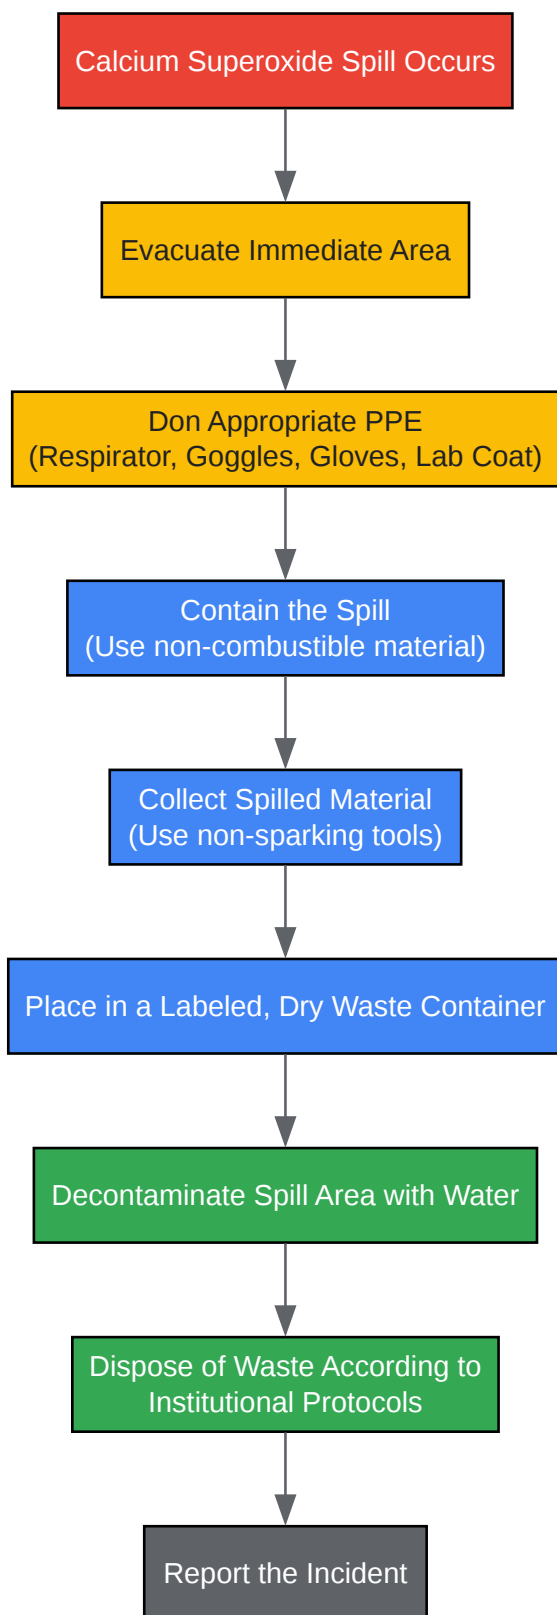 Calcium Superoxide Spill Occurs
Evacuate Immediate Area
Don Appropriate PPE
(Respirator, Goggles, Gloves, Lab Coat)
Contain the Spill
(Use non-combustible material)
Collect Spilled Material
(Use non-sparking tools)
Place in a Labeled, Dry Waste Container
Decontaminate Spill Area with Water
Dispose of Waste According to
Institutional Protocols
Report the Incident